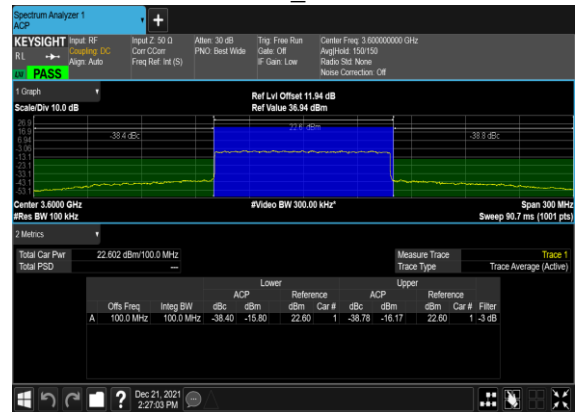 Spectrum Analyzer 1
ACP
+
KEYSIGHT Input: RF Input Z: 50 Ω Atten: 30 dB Trig: Free Run Center Freq: 3.600000000 GHz
RL Coupling: DC Corr CCorr PNO: Best Wide Gate: Off Avg|Hold: 150/150
Align: Auto Freq Ref: Int (S) IF Gain: Low Radio Std: None
PASS Noise Correction: Off
1 Graph Ref Lvl Offset 11.94 dB
Scale/Div 10.0 dB Ref Value 36.94 dBm
26.9
16.9
6.94
-3.06
-13.1
-23.1
-33.1
-43.1
-53.1
-38.4 dBc 22.6 dBm -38.8 dBc
Center 3.6000 GHz #Video BW 300.00 kHz* Span 300 MHz
#Res BW 100 kHz Sweep 90.7 ms (1001 pts)
2 Metrics
Total Car Pwr 22.602 dBm/100.0 MHz Measure Trace Trace 1
Total PSD --- Trace Type Trace Average (Active)
Lower Upper
ACP Reference ACP Reference
Offs Freq Integ BW dBc dBm dBm Car # dBc dBm dBm Car # Filter
A 100.0 MHz 100.0 MHz -38.40 -15.80 22.60 1 -38.78 -16.17 22.60 1 -3 dB
? Dec 21, 2021
2:27:03 PM